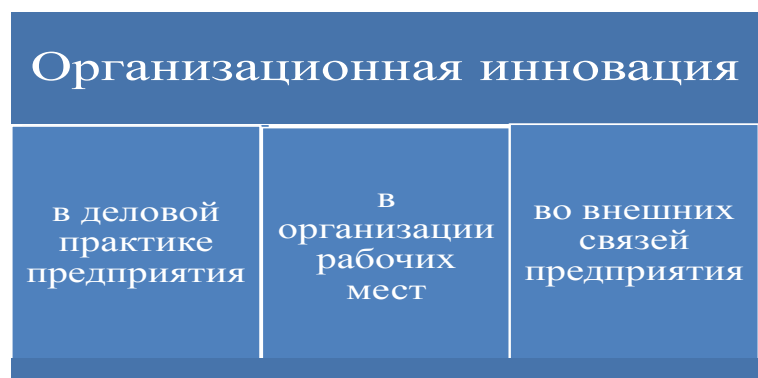 Организационная инновация
в деловой
практике
предприятия
в
организации
рабочих
мест
во внешних
связей
предприятия